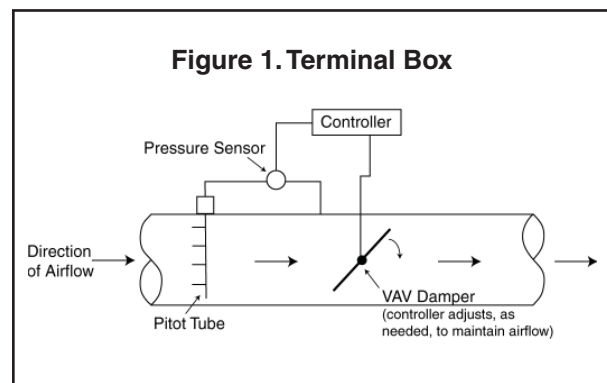 Figure 1. Terminal Box
Controller
Pressure Sensor
Direction
of Airflow
Pitot Tube
VAV Damper
(controller adjusts, as
needed, to maintain airflow)